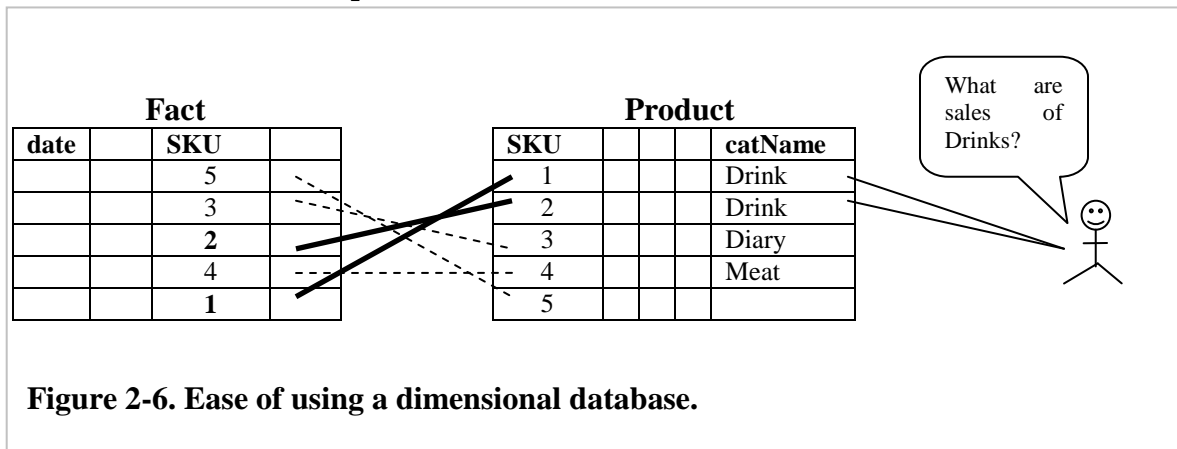 What are
sales of
Drinks?
Fact Product
date SKU SKU catName
5 1 Drink
3 2 Drink
2 3 Diary
4 4 Meat
1 5
Figure 2-6. Ease of using a dimensional database.